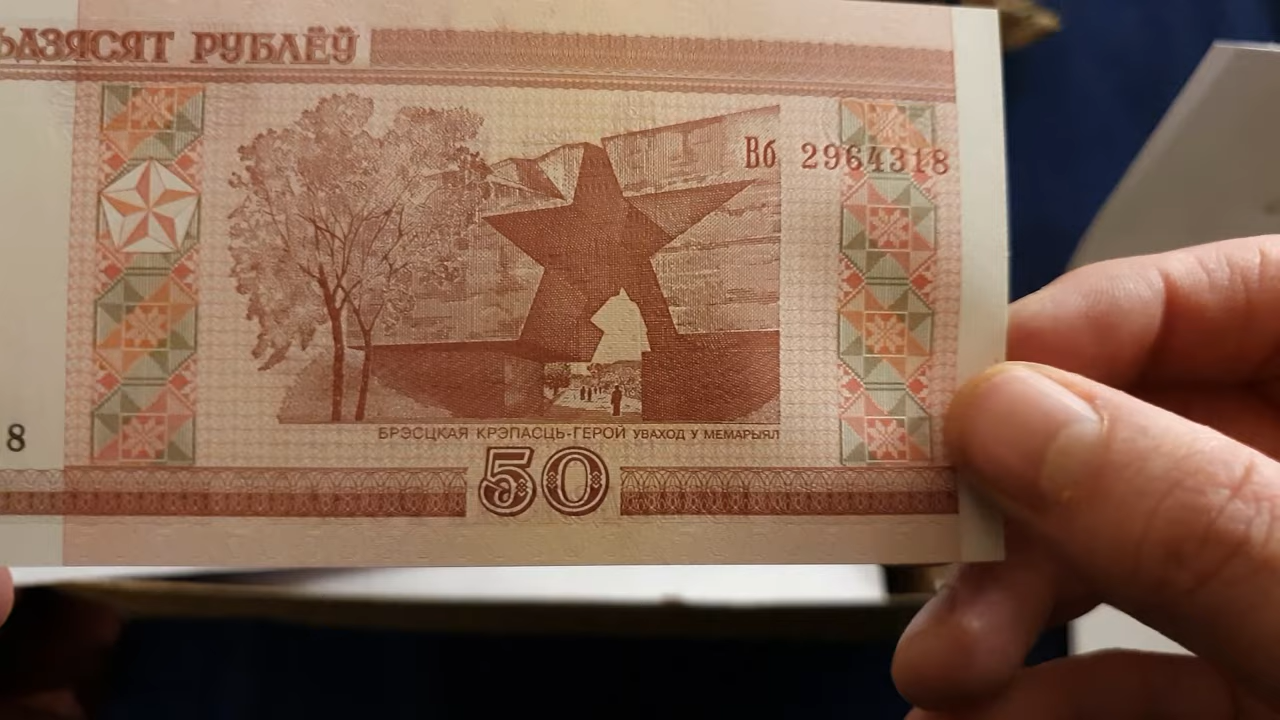 ЬДЗЯСЯТ РУБЛЁЎ
Вб 2964318
8
БРЭСЦКАЯ КРЭПАСЦЬ-ГЕРОЙ УВАХОД У МЕМАРЫЯЛ
50